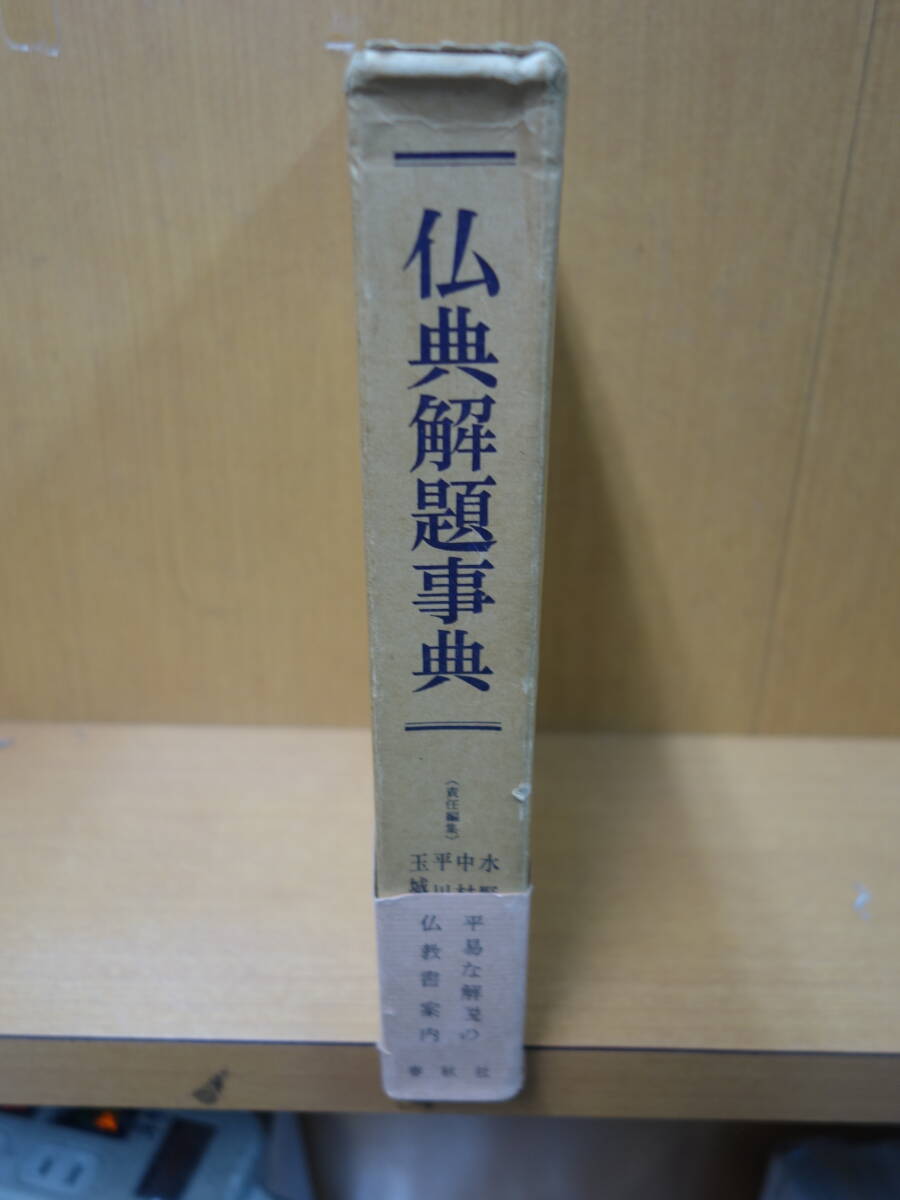 仏典解題事典
(責任編集)
水野
中村
平川
玉城
平易な解説の
仏教書案内
春秋社